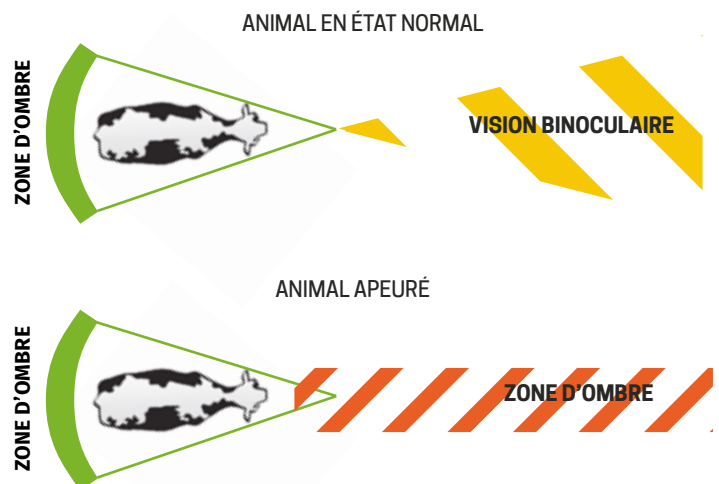 ANIMAL EN ÉTAT NORMAL
ZONE D'OMBRE
VISION BINOCULAIRE
ANIMAL APEURÉ
ZONE D'OMBRE
ZONE D'OMBRE